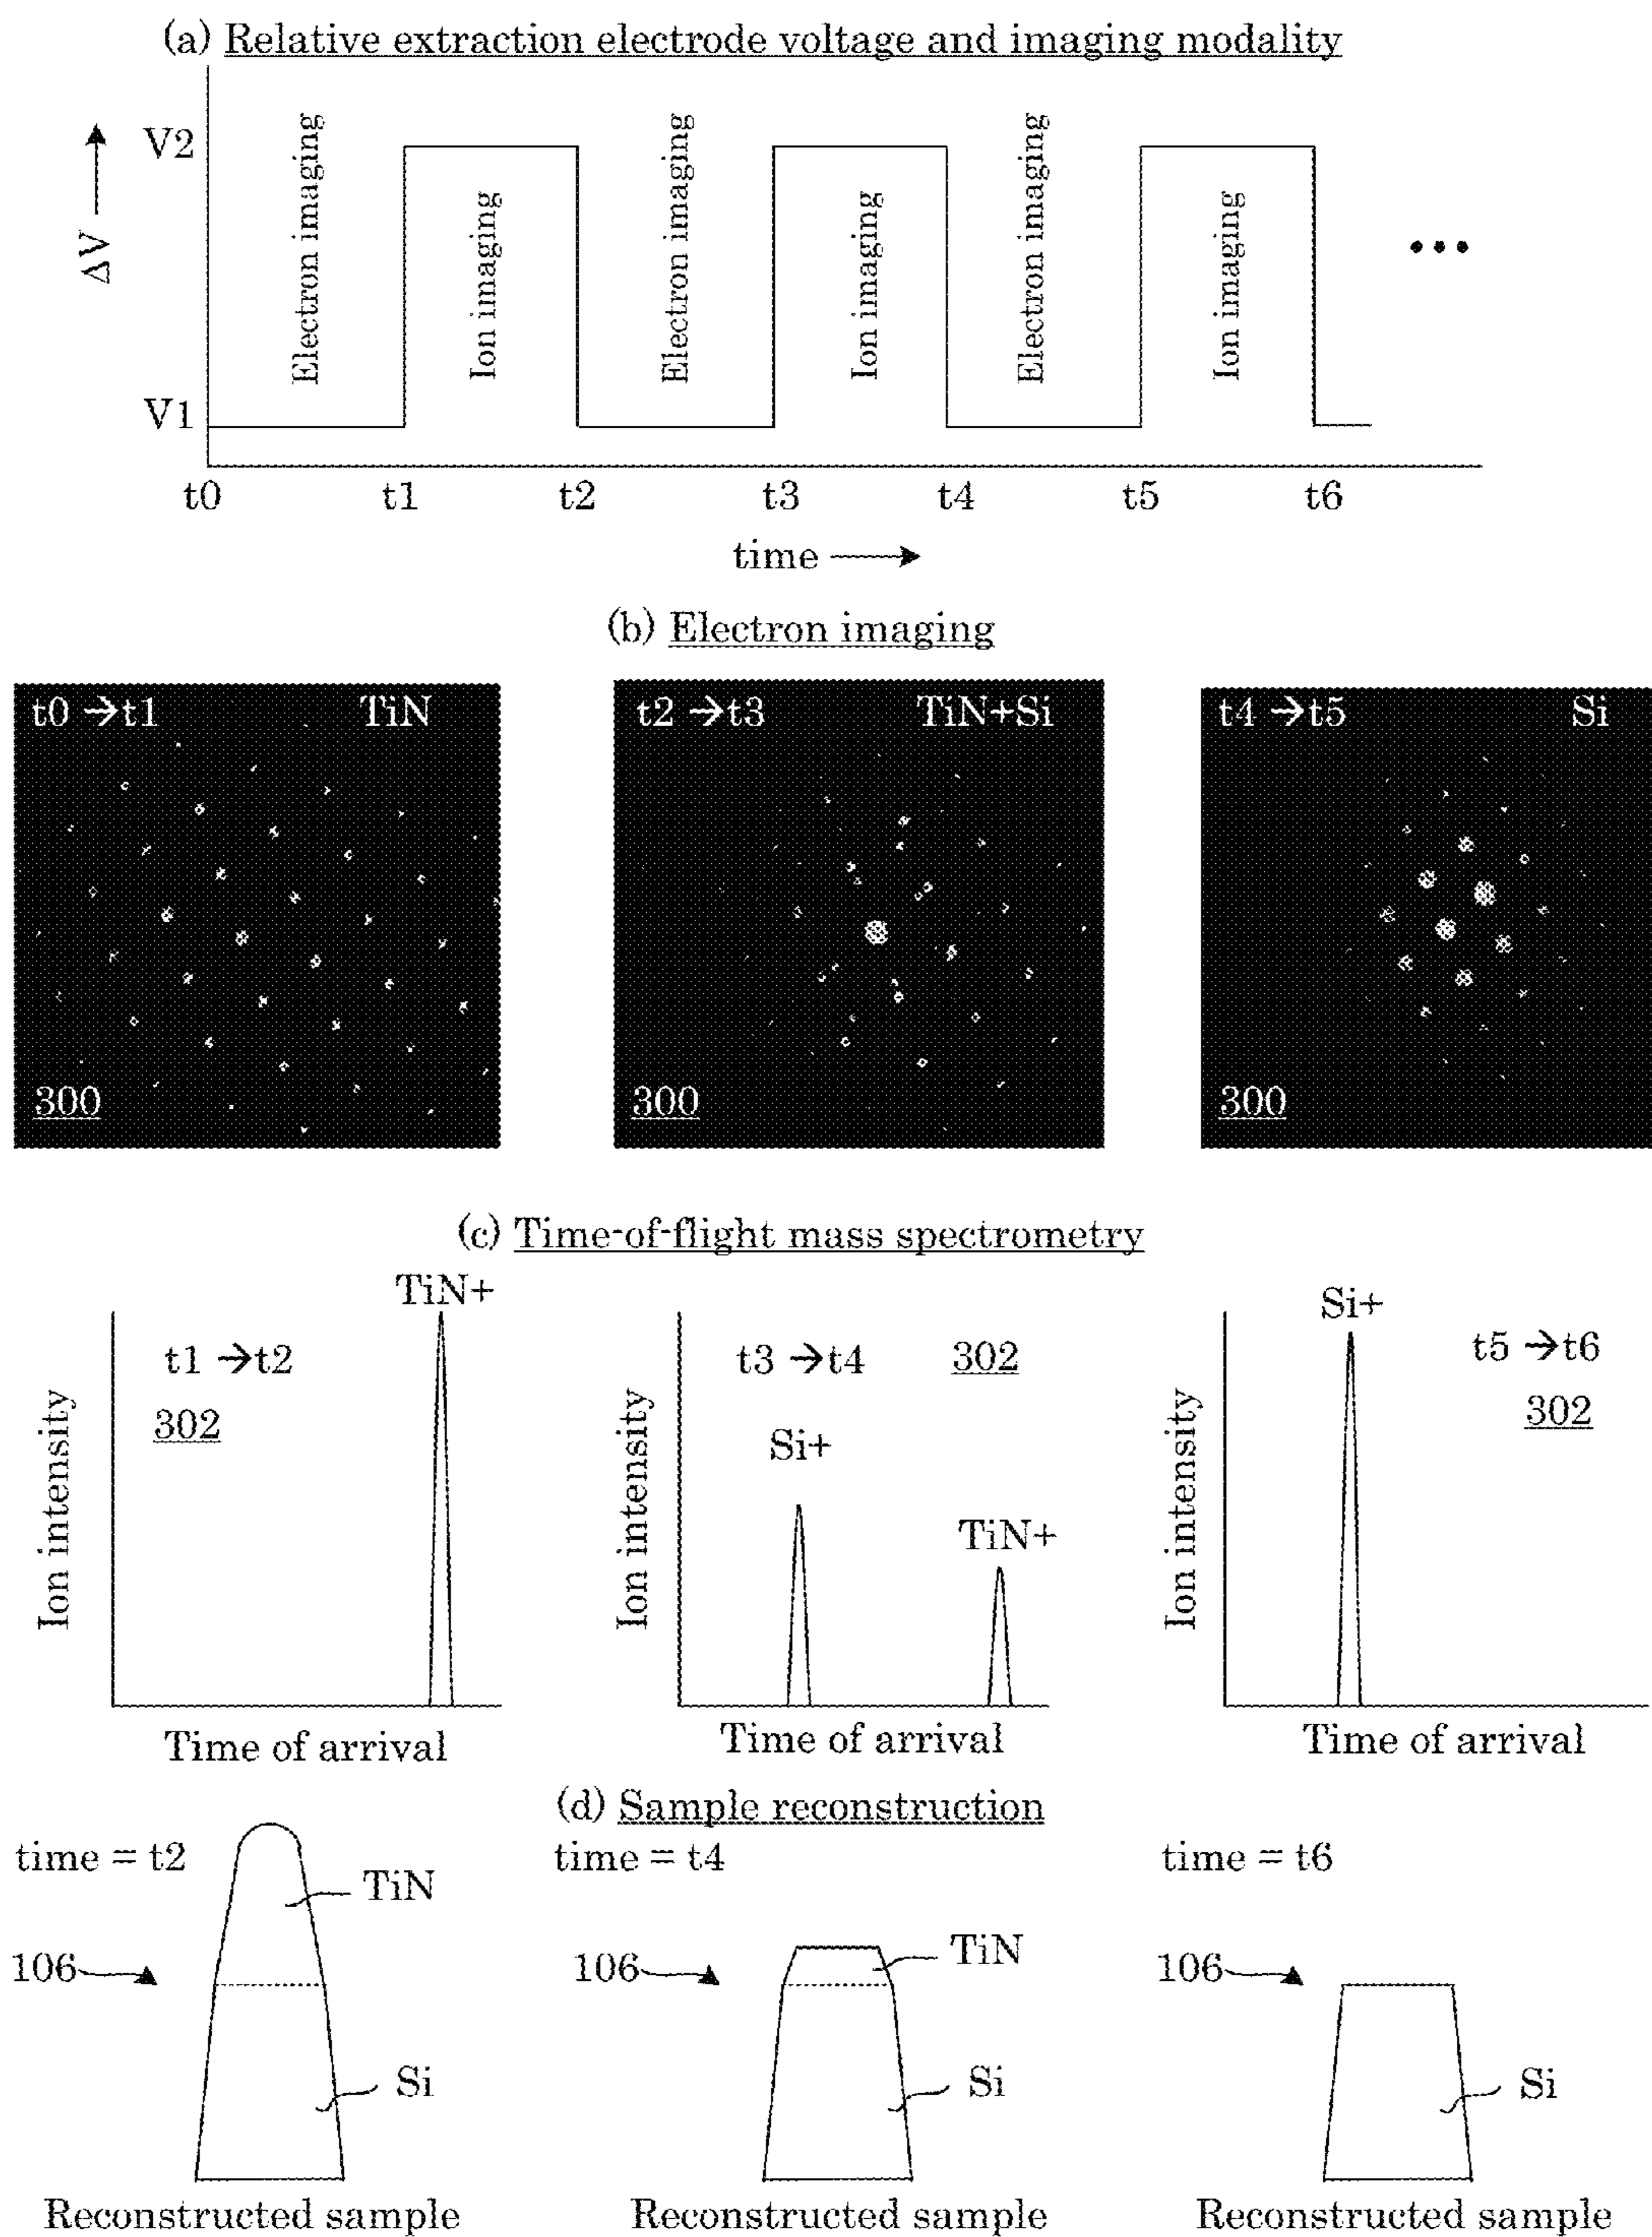 (a) Relative extraction electrode voltage and imaging modality
ΔV
V2
V1
Electron imaging
Ion imaging
Electron imaging
Ion imaging
Electron imaging
Ion imaging
•••
t0 t1 t2 t3 t4 t5 t6
time
(b) Electron imaging
t0 →t1 TiN
300
t2 →t3 TiN+Si
300
t4 →t5 Si
300
(c) Time-of-flight mass spectrometry
TiN+
t1 →t2
302
Ion intensity
Time of arrival
t3 →t4 302
Si+
TiN+
Ion intensity
Time of arrival
Si+
t5 →t6
302
Ion intensity
Time of arrival
(d) Sample reconstruction
time = t2
TiN
106
Si
Reconstructed sample
time = t4
TiN
106
Si
Reconstructed sample
time = t6
106
Si
Reconstructed sample